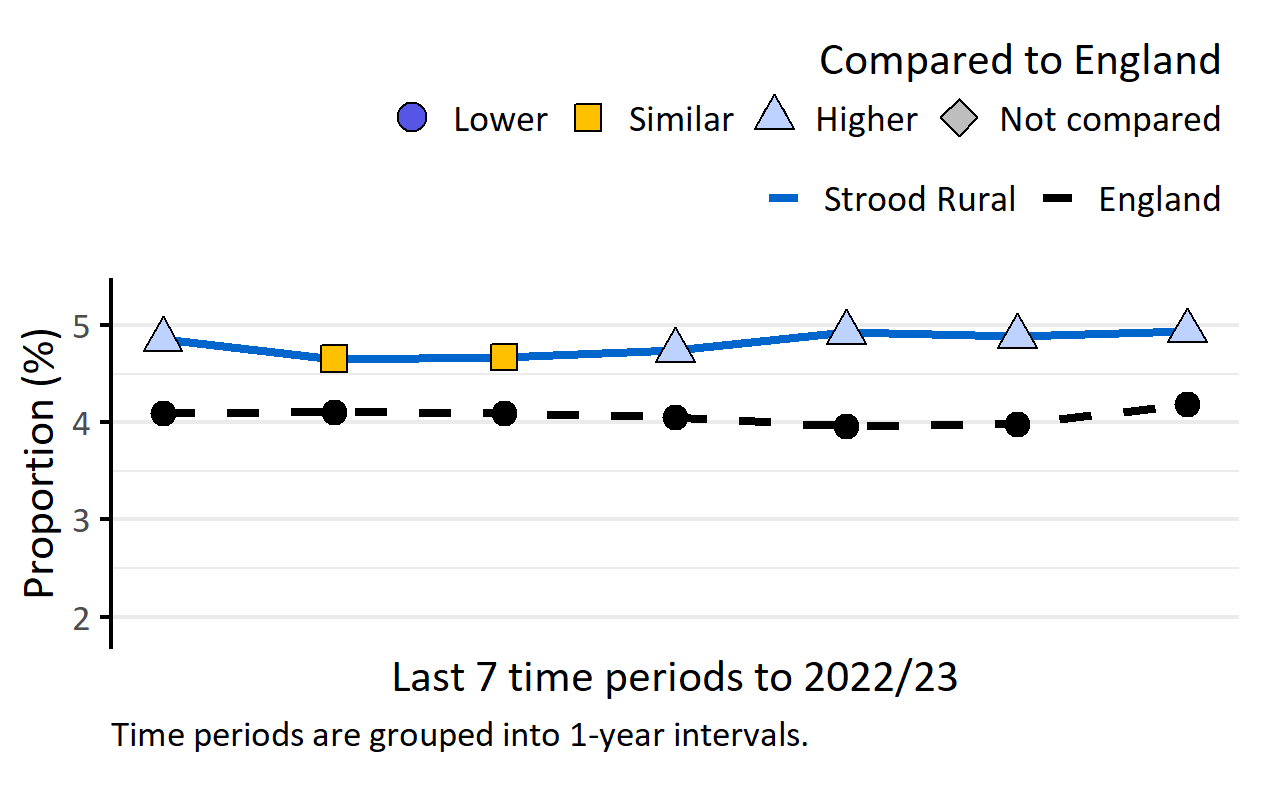 Compared to England
Lower Similar Higher Not compared
Strood Rural England
Proportion (%)
5
4
3
2
Last 7 time periods to 2022/23
Time periods are grouped into 1-year intervals.